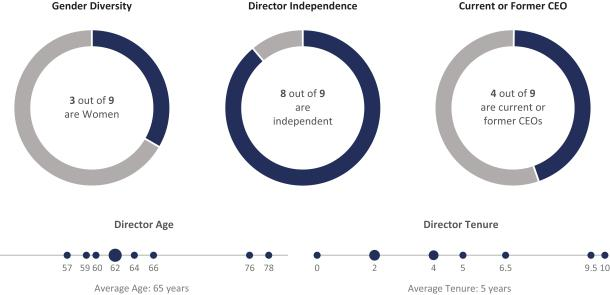 Gender Diversity
Director Independence
Current or Former CEO
3 out of 9
are Women
8 out of 9
are
independent
4 out of 9
are current or
former CEOs
Director Age
57 59 60 62 64 66 76 78
Average Age: 65 years
Director Tenure
0 2 4 5 6.5 9.5 10
Average Tenure: 5 years